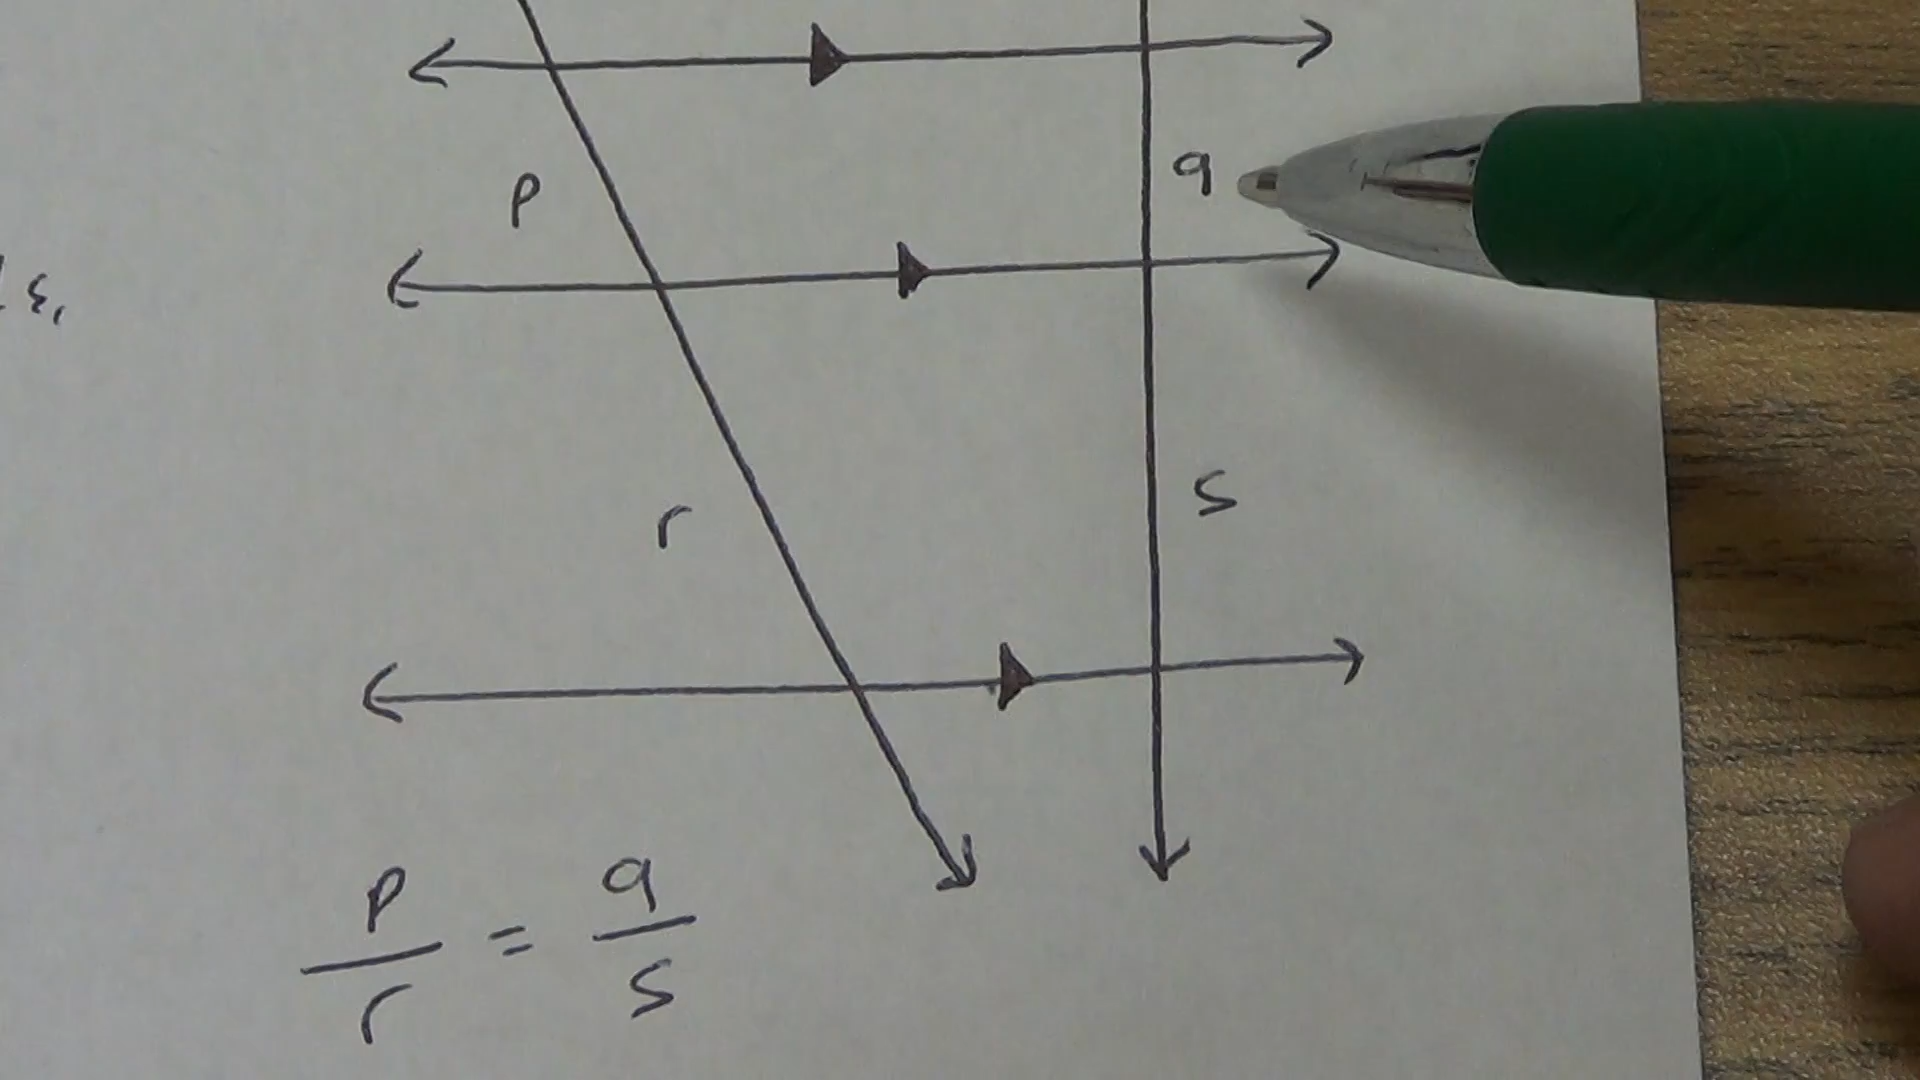 p q
r s
p/r = q/s